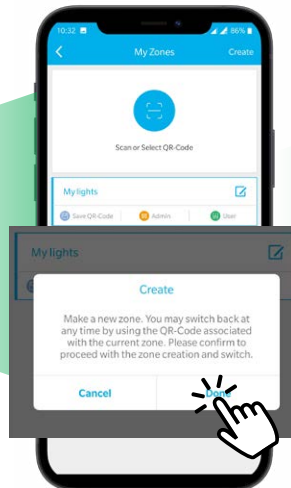 10:32 86%
My Zones Create
Scan or Select QR-Code
My lights
Save QR-Code Admin User
My lights
Create
Make a new zone. You may switch back at
any time by using the QR-Code associated
with the current zone. Please confirm to
proceed with the zone creation and switch.
Cancel Done